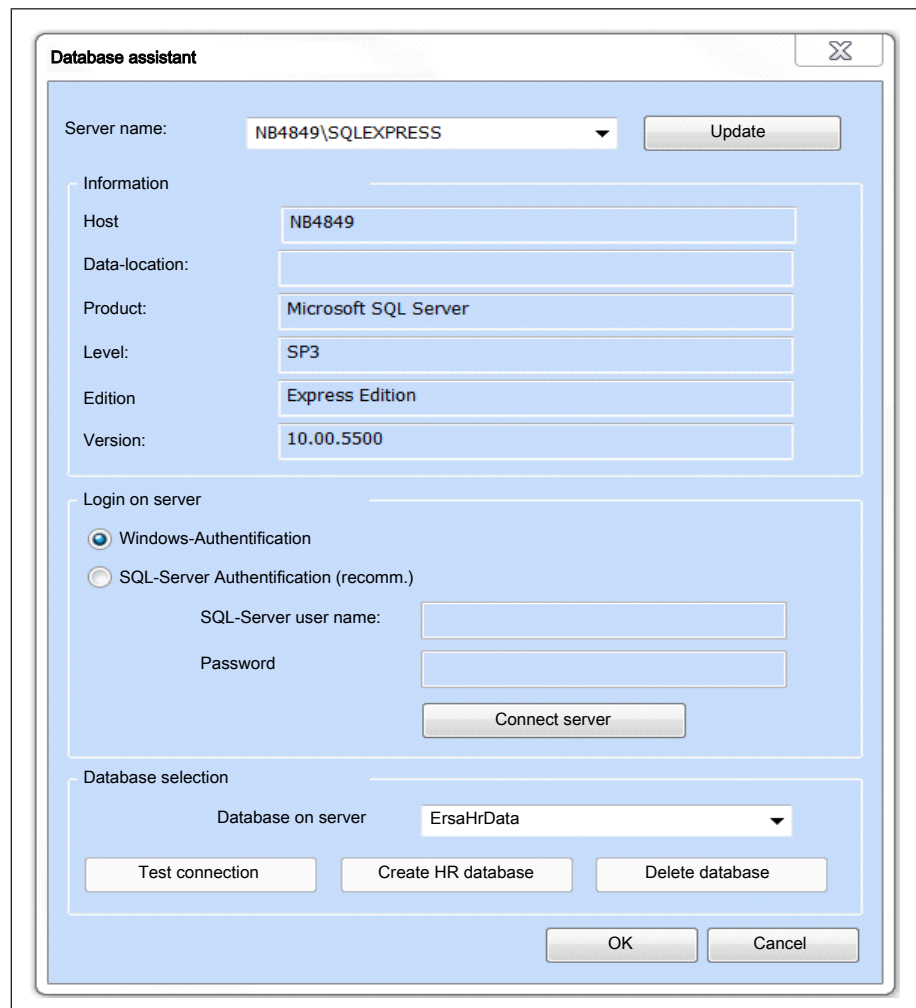 Database assistant
Server name: NB4849\SQLEXPRESS Update
Information
Host NB4849
Data-location:
Product: Microsoft SQL Server
Level: SP3
Edition Express Edition
Version: 10.00.5500
Login on server
Windows-Authentification
SQL-Server Authentification (recomm.)
SQL-Server user name:
Password
Connect server
Database selection
Database on server ErsaHrData
Test connection Create HR database Delete database
OK Cancel